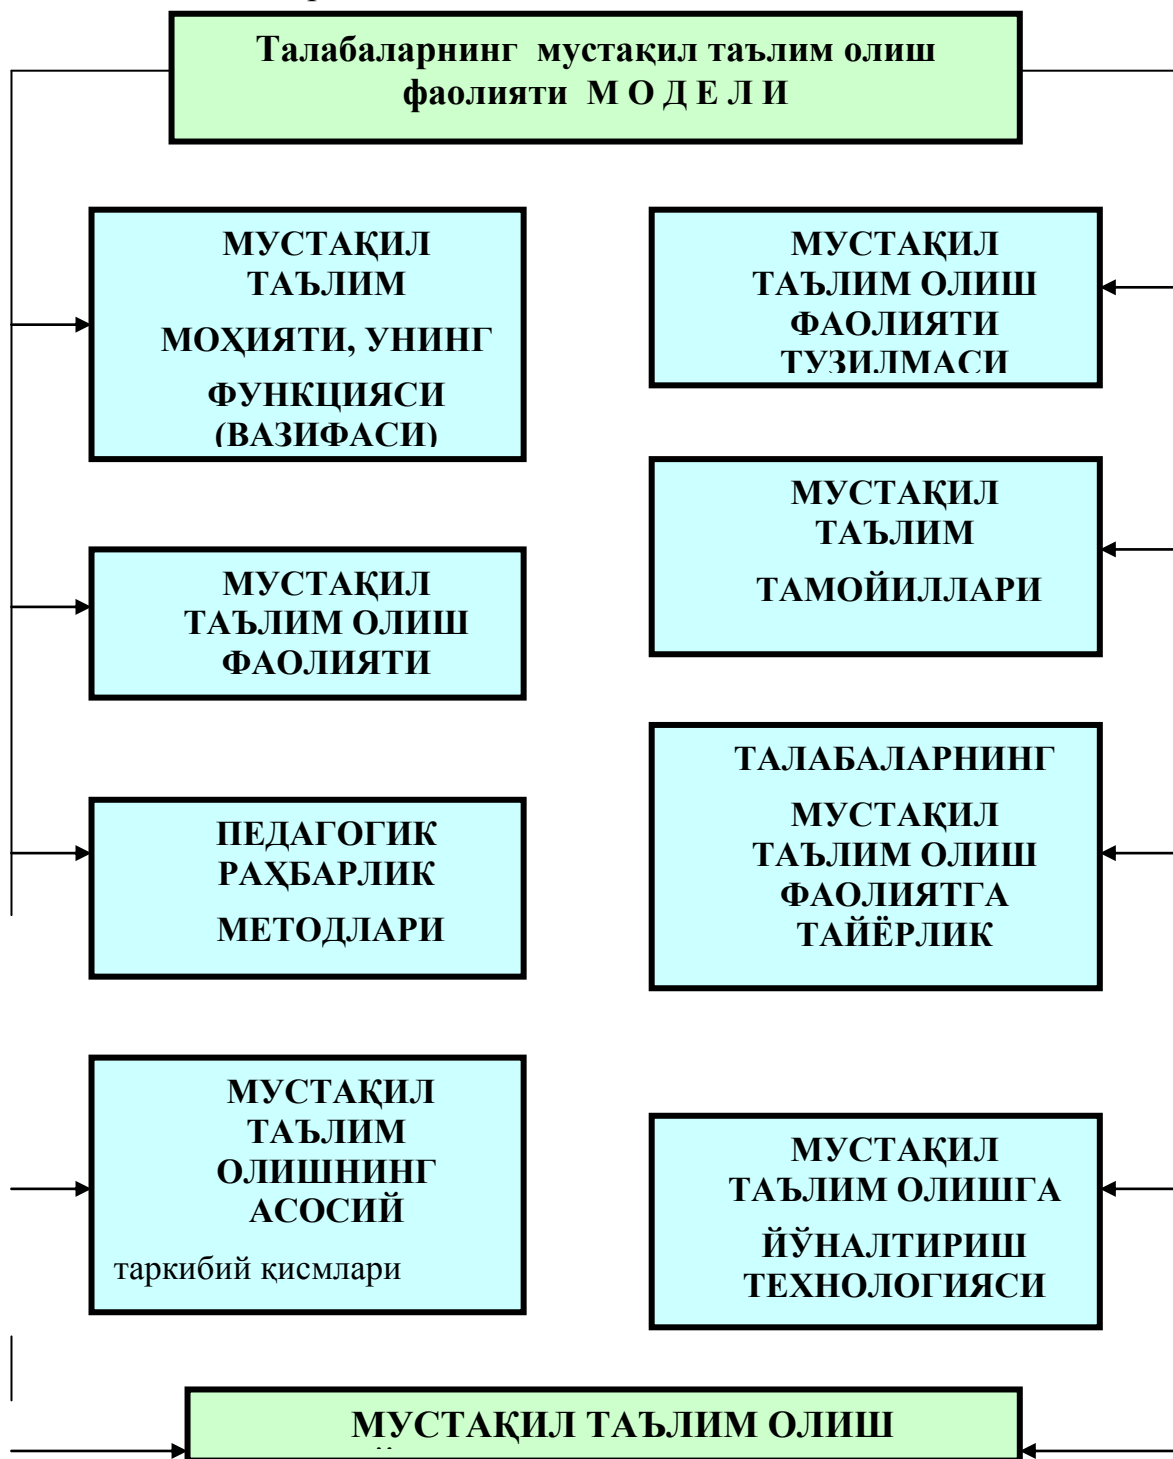 Талабаларнинг мустақил таълим олиш
фаолияти М О Д Е Л И
МУСТАҚИЛ
ТАЪЛИМ
МОҲИЯТИ, УНИНГ
ФУНКЦИЯСИ
(ВАЗИФАСИ)
МУСТАҚИЛ
ТАЪЛИМ ОЛИШ
ФАОЛИЯТИ
ТУЗИЛМАСИ
МУСТАҚИЛ
ТАЪЛИМ
ТАМОЙИЛЛАРИ
МУСТАҚИЛ
ТАЪЛИМ ОЛИШ
ФАОЛИЯТИ
ТАЛАБАЛАРНИНГ
МУСТАҚИЛ
ТАЪЛИМ ОЛИШ
ФАОЛИЯТГА
ТАЙЁРЛИК
ПЕДАГОГИК
РАҲБАРЛИК
МЕТОДЛАРИ
МУСТАҚИЛ
ТАЪЛИМ
ОЛИШНИНГ
АСОСИЙ
таркибий қисмлари
МУСТАҚИЛ
ТАЪЛИМ ОЛИШГА
ЙЎНАЛТИРИШ
ТЕХНОЛОГИЯСИ
МУСТАҚИЛ ТАЪЛИМ ОЛИШ